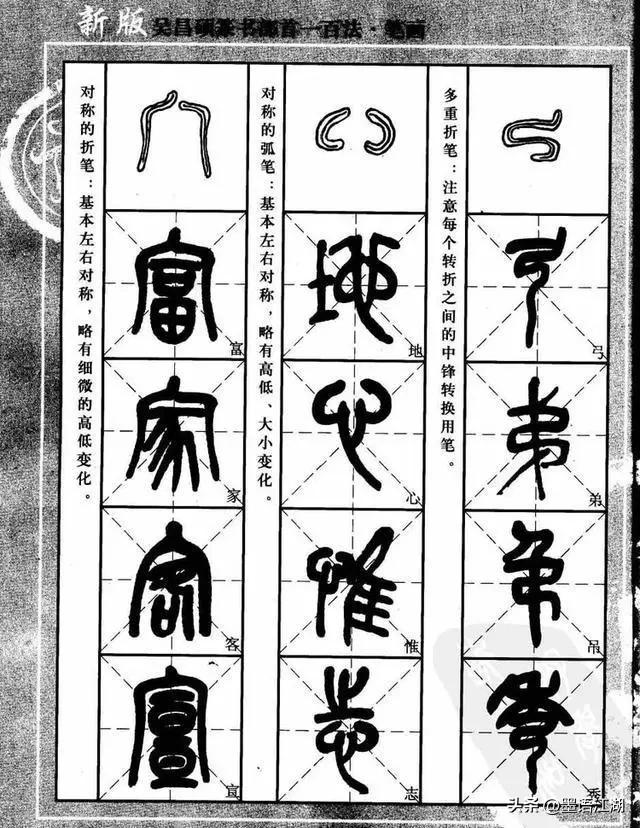 新版 吴昌硕篆书部首一百法·笔画
多重折笔：注意每个转折之间的中锋转换用笔。
弓
弟
吊
秀
对称的弧笔：基本左右对称，略有高低、大小变化。
地
心
惟
志
对称的折笔：基本左右对称，略有细微的高低变化。
富
家
客
宣
头条 @墨语江湖